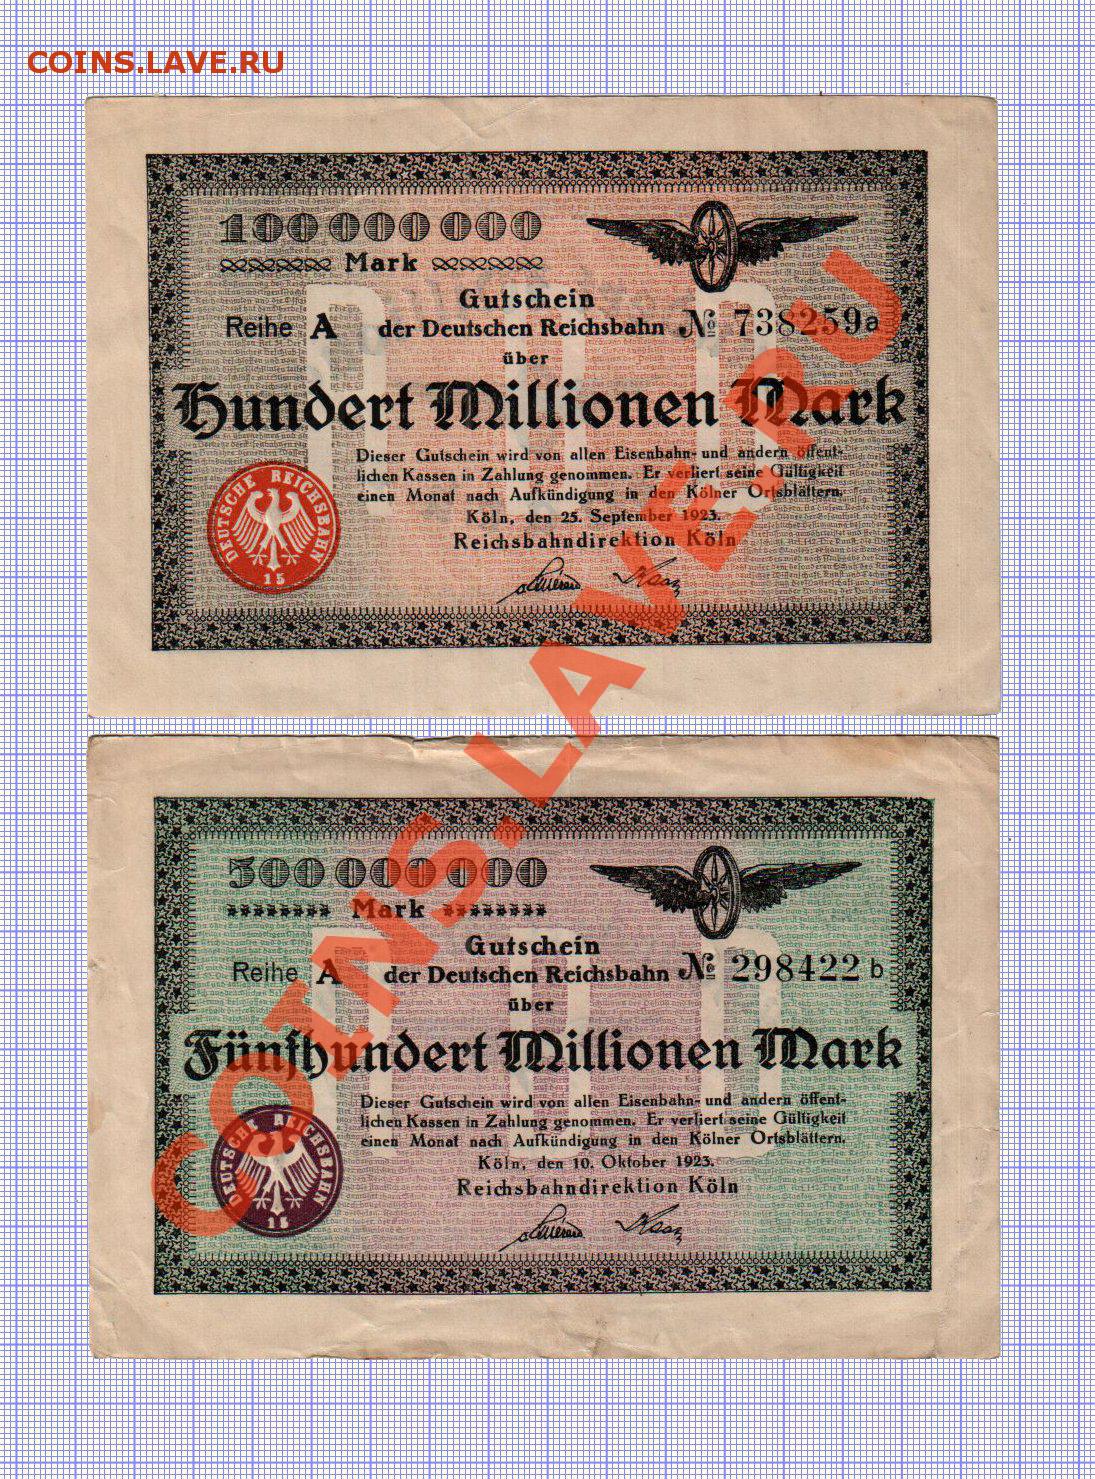 COINS.LAVE.RU
100 000 000
Mark
Gutschein
Reihe A der Deutschen Reichsbahn № 738259a
über
Hundert Millionen Mark
Dieser Gutschein wird von allen Eisenbahn- und andern öffent-
lichen Kassen in Zahlung genommen. Er verliert seine Gültigkeit
einen Monat nach Aufkündigung in den Kölner Ortsblättern.
Köln, den 25. September 1923.
Reichsbahndirektion Köln
DEUTSCHE REICHSBAHN
15
500 000 000
Mark
Gutschein
Reihe A der Deutschen Reichsbahn № 298422 b
über
Fünfhundert Millionen Mark
Dieser Gutschein wird von allen Eisenbahn- und andern öffent-
lichen Kassen in Zahlung genommen. Er verliert seine Gültigkeit
einen Monat nach Aufkündigung in den Kölner Ortsblättern.
Köln, den 10. Oktober 1923.
Reichsbahndirektion Köln
DEUTSCHE REICHSBAHN
15
COINS.LAVE.RU